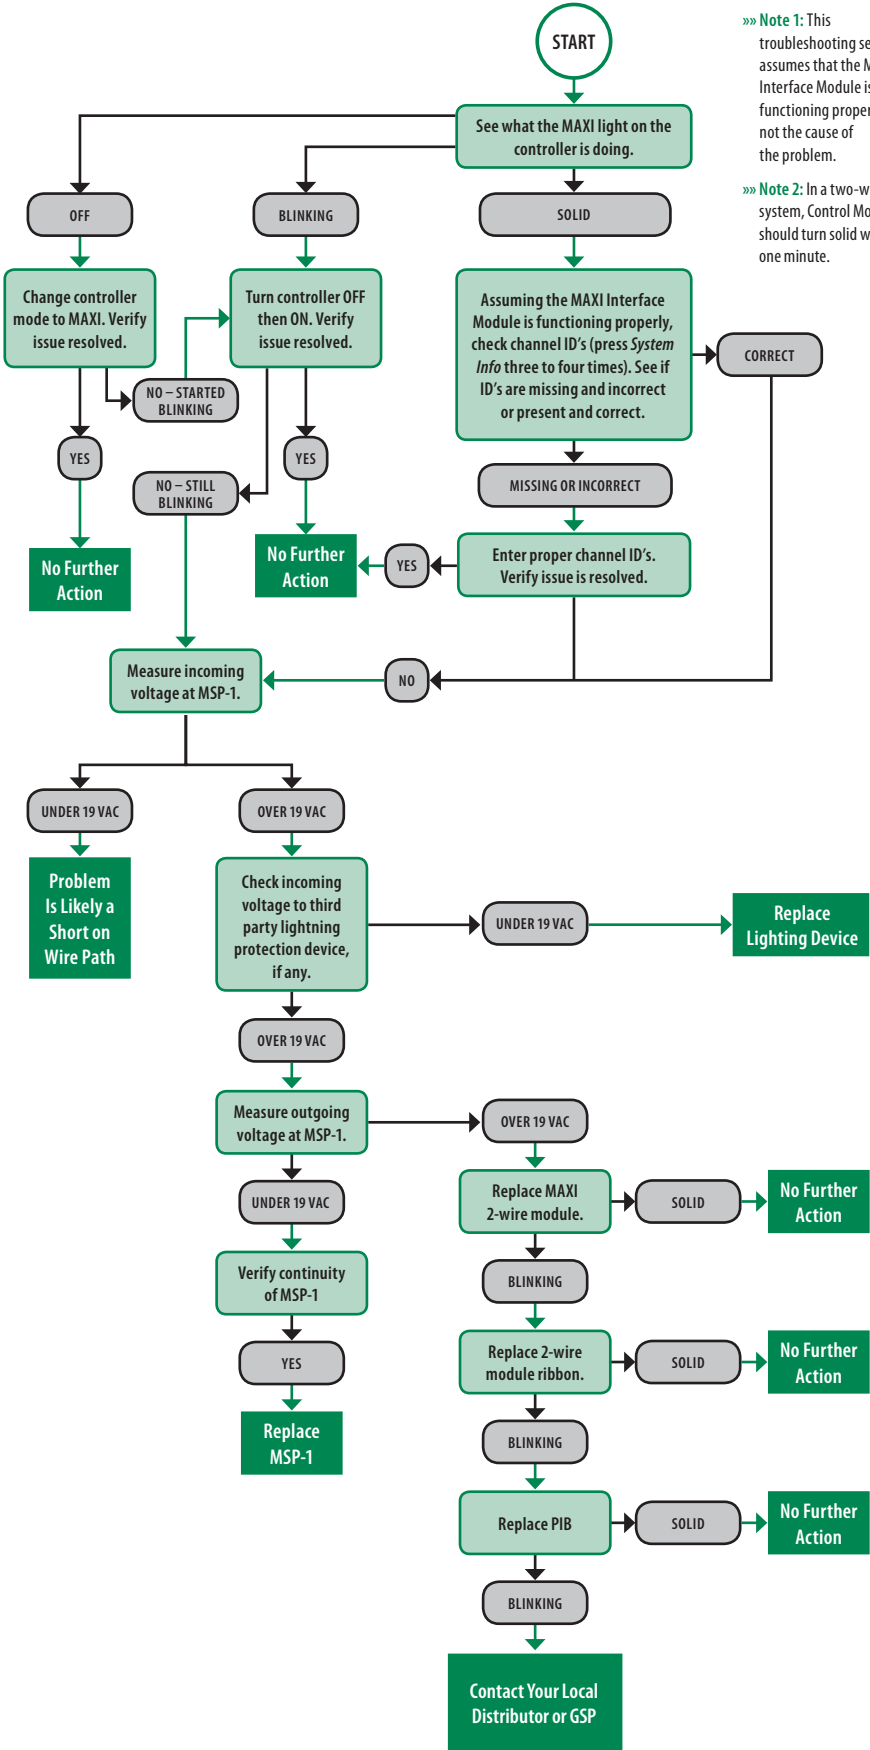 START
»» Note 1: This
troubleshooting se
assumes that the M
Interface Module is
functioning proper
not the cause of
the problem.
»» Note 2: In a two-w
system, Control Mo
should turn solid w
one minute.
See what the MAXI light on the
controller is doing.
OFF
BLINKING
SOLID
Change controller
mode to MAXI. Verify
issue resolved.
Turn controller OFF
then ON. Verify
issue resolved.
Assuming the MAXI Interface
Module is functioning properly,
check channel ID's (press System
Info three to four times). See if
ID's are missing and incorrect
or present and correct.
CORRECT
NO – STARTED
BLINKING
YES
YES
NO – STILL
BLINKING
MISSING OR INCORRECT
No Further
Action
No Further
Action
YES
Enter proper channel ID's.
Verify issue is resolved.
Measure incoming
voltage at MSP-1.
NO
UNDER 19 VAC
OVER 19 VAC
Problem
Is Likely a
Short on
Wire Path
Check incoming
voltage to third
party lightning
protection device,
if any.
UNDER 19 VAC
Replace
Lighting Device
OVER 19 VAC
Measure outgoing
voltage at MSP-1.
OVER 19 VAC
UNDER 19 VAC
Replace MAXI
2-wire module.
SOLID
No Further
Action
Verify continuity
of MSP-1
BLINKING
YES
Replace 2-wire
module ribbon.
SOLID
No Further
Action
Replace
MSP-1
BLINKING
Replace PIB
SOLID
No Further
Action
BLINKING
Contact Your Local
Distributor or GSP